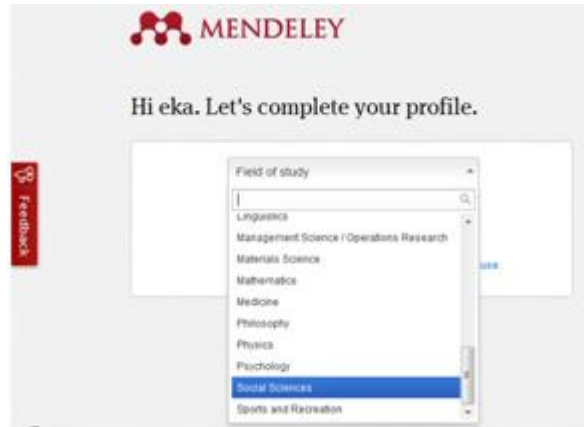 MENDELEY
Hi eka. Let's complete your profile.
Feedback
Field of study
Linguistics
Management Science / Operations Research
Materials Science
Mathematics
use
Medicine
Philosophy
Physics
Psychology
Social Sciences
Sports and Recreation